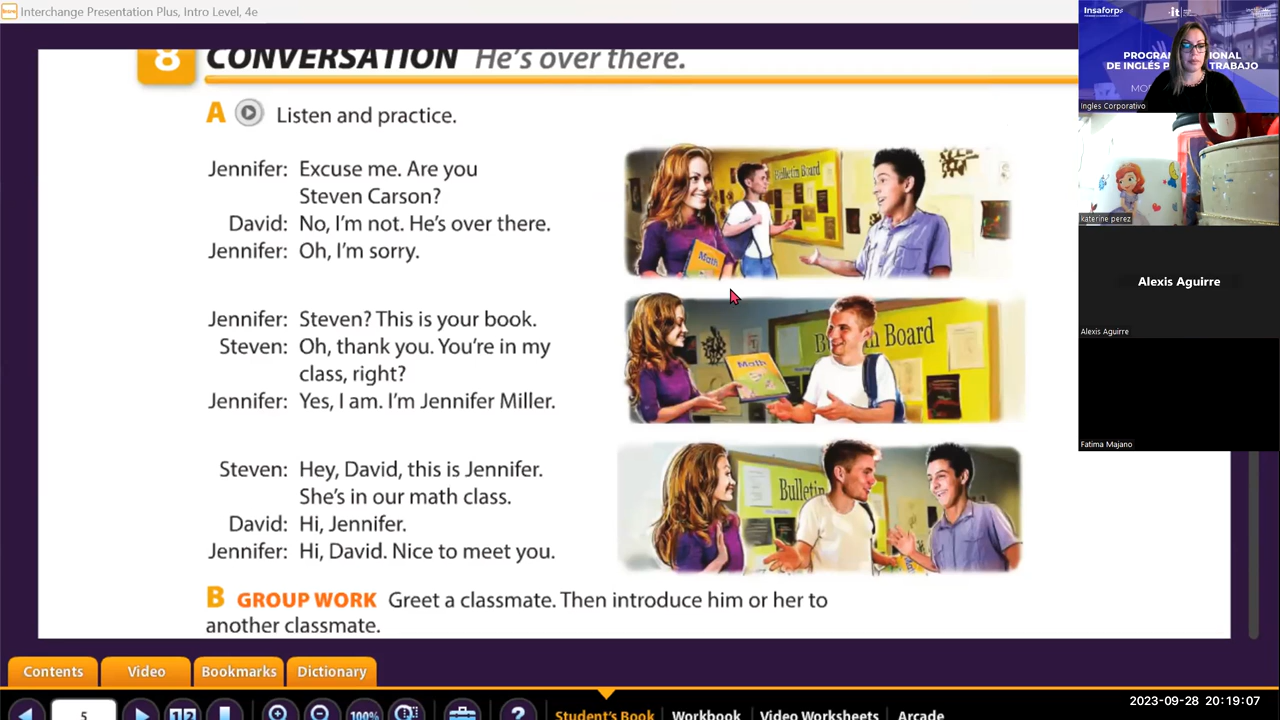 Interchange Presentation Plus, Intro Level, 4e
8 CONVERSATION He's over there.
A Listen and practice.
Jennifer: Excuse me. Are you
Steven Carson?
David: No, I'm not. He's over there.
Jennifer: Oh, I'm sorry.
Jennifer: Steven? This is your book.
Steven: Oh, thank you. You're in my
class, right?
Jennifer: Yes, I am. I'm Jennifer Miller.
Steven: Hey, David, this is Jennifer.
She's in our math class.
David: Hi, Jennifer.
Jennifer: Hi, David. Nice to meet you.
B GROUP WORK Greet a classmate. Then introduce him or her to
another classmate.
Bulletin Board
Math
Board
Math
Bulletin
Insaforp
Ingles Corporativo
katerine perez
Alexis Aguirre
Alexis Aguirre
Fatima Majano
Contents Video Bookmarks Dictionary
5 1 2 100% ?
Student's Book Workbook Video Worksheets Arcade
2023-09-28 20:19:07